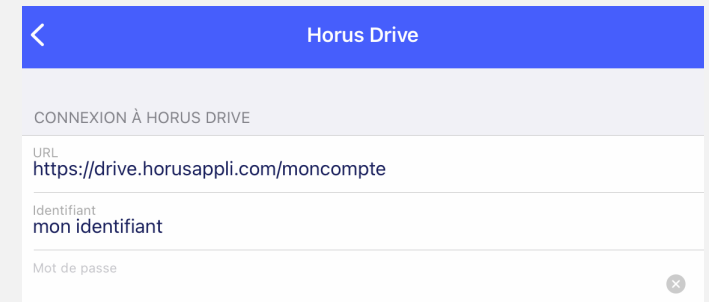 Horus Drive
CONNEXION À HORUS DRIVE
URL
https://drive.horusappli.com/moncompte
Identifiant
mon identifiant
Mot de passe